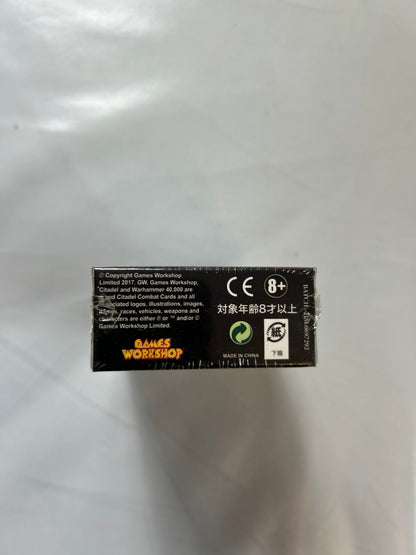 © Copyright Games Workshop
Limited 2017. GW, Games Workshop,
Citadel and Warhammer 40,000 are
and Citadel Combat Cards and all
associated logos, illustrations, images,
names, races, vehicles, weapons and
characters are either ® or ™ and/or ©
Games Workshop Limited.
GAMES
WORKSHOP
CE
8+
対象年齢8才以上
MADE IN CHINA
紙
下箱
BATCH: